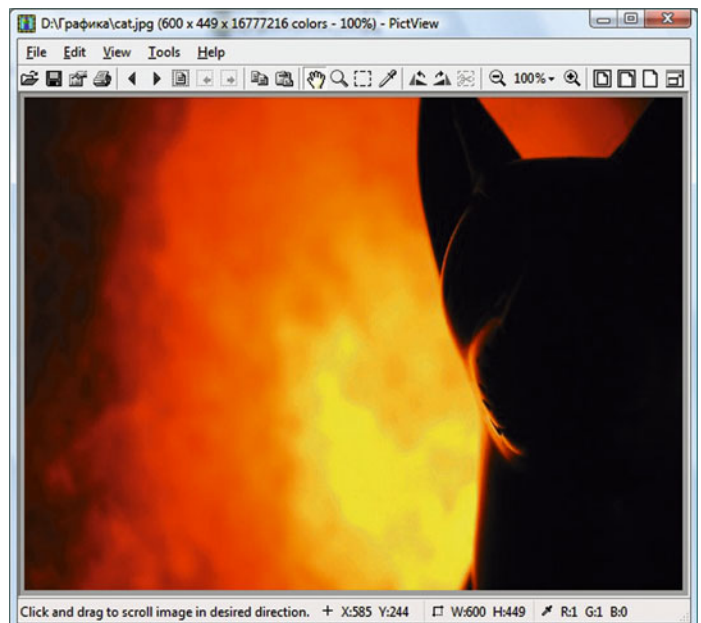 D:\Графика\cat.jpg (600 x 449 x 16777216 colors - 100%) - PictView
File Edit View Tools Help
100%
Click and drag to scroll image in desired direction. X:585 Y:244 W:600 H:449 R:1 G:1 B:0